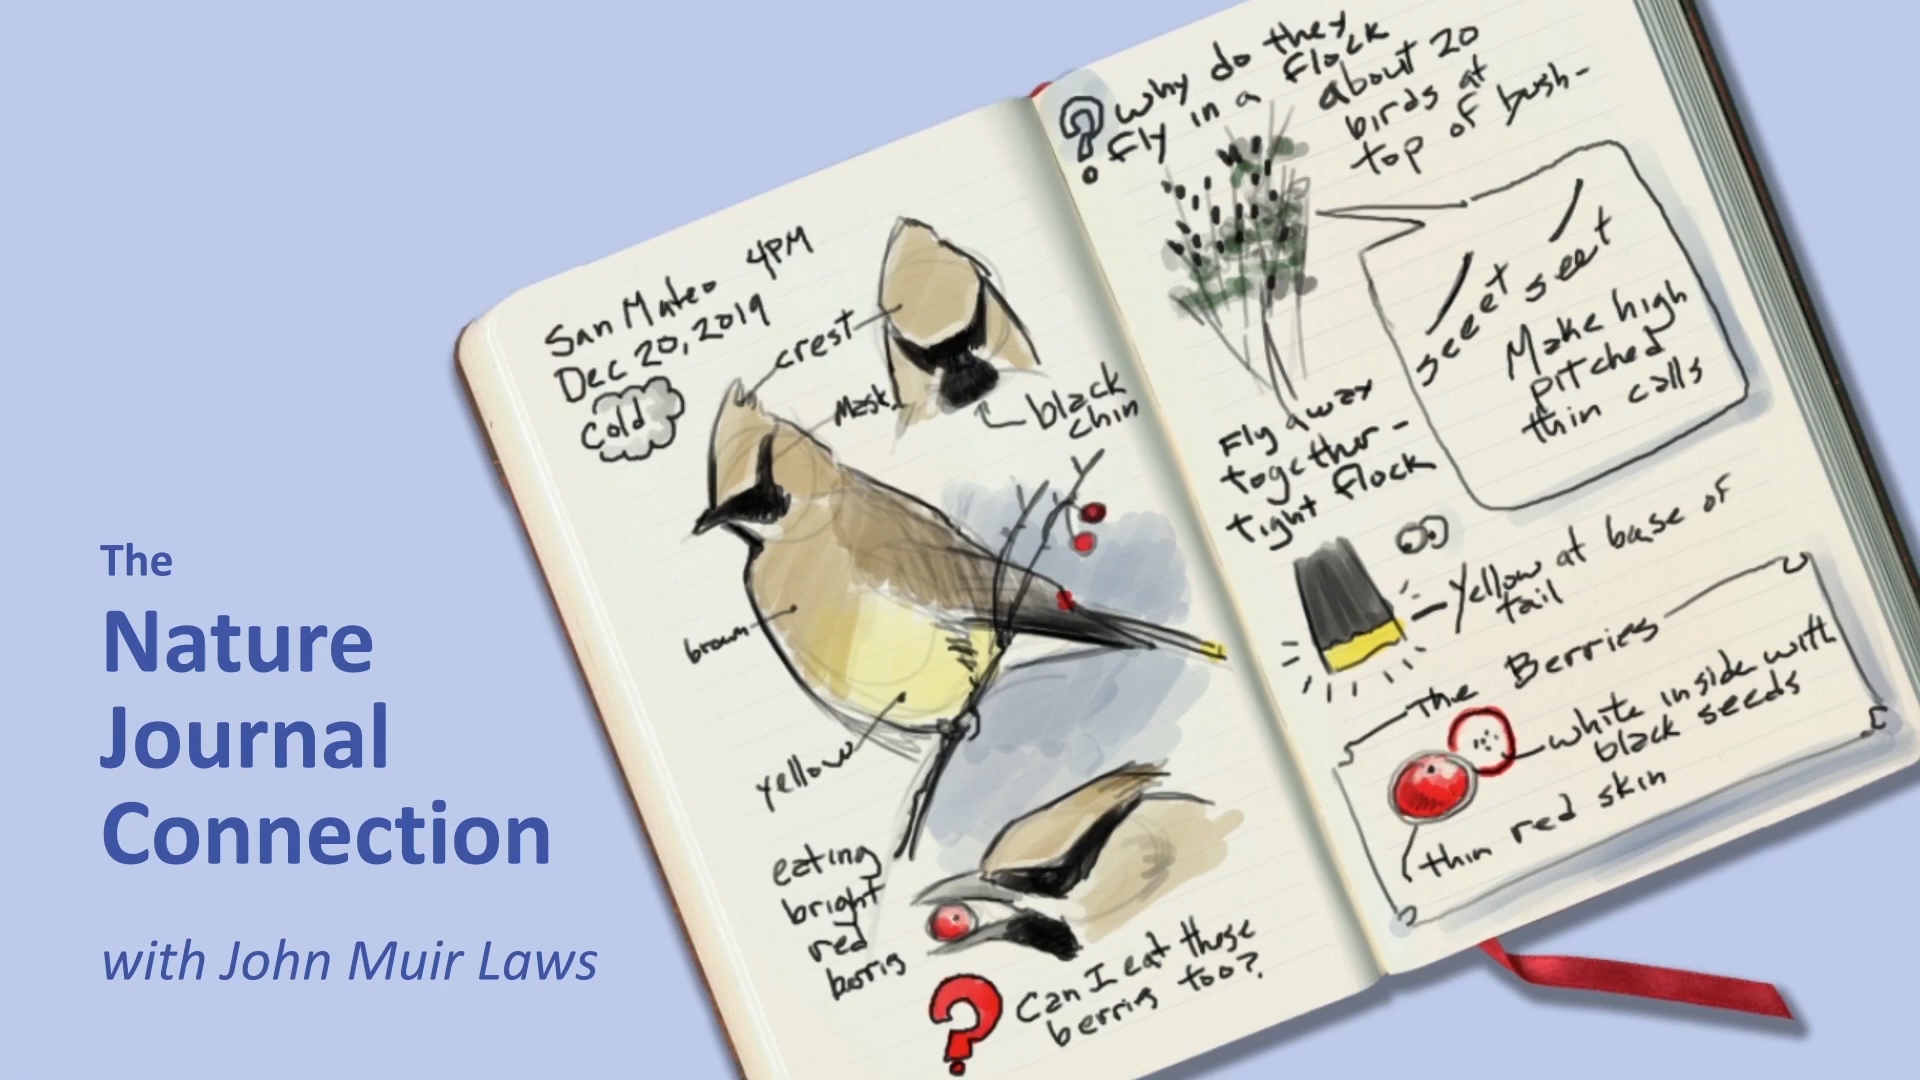 The
Nature
Journal
Connection
with John Muir Laws
San Mateo 4PM
Dec 20, 2019
cold
crest
Mask
black
chin
brown
yellow
eating
bright
red
berris
? Can I eat those
berries too?
? Why do they
fly in a flock
about 20
birds at
top of bush-
seeet seet
Make high
pitched
thin calls
Fly away
together-
tight flock
Yellow at base of
tail
The Berries
white inside with
black seeds
thin red skin